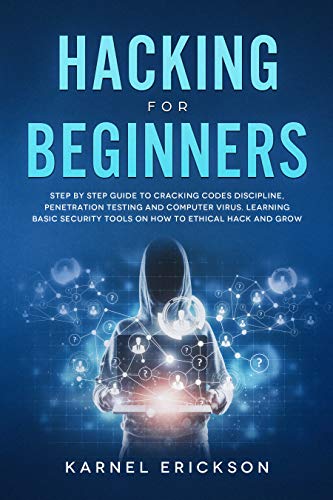 HACKING
FOR
BEGINNERS
STEP BY STEP GUIDE TO CRACKING CODES DISCIPLINE,
PENETRATION TESTING AND COMPUTER VIRUS. LEARNING
BASIC SECURITY TOOLS ON HOW TO ETHICAL HACK AND GROW
?
?
?
?
?
?
?
KARNEL ERICKSON